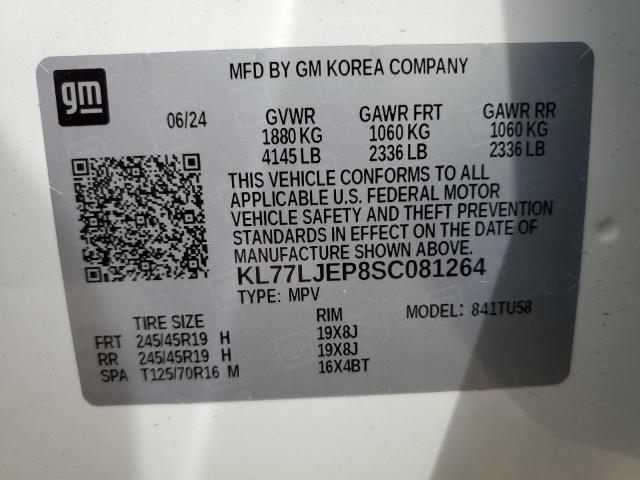 gm
MFD BY GM KOREA COMPANY
06/24
GVWR GAWR FRT GAWR RR
1880 KG 1060 KG 1060 KG
4145 LB 2336 LB 2336 LB
THIS VEHICLE CONFORMS TO ALL
APPLICABLE U.S. FEDERAL MOTOR
VEHICLE SAFETY AND THEFT PREVENTION
STANDARDS IN EFFECT ON THE DATE OF
MANUFACTURE SHOWN ABOVE.
KL77LJEP8SC081264
TYPE: MPV
MODEL: 841TU58
TIRE SIZE RIM
FRT 245/45R19 H 19X8J
RR 245/45R19 H 19X8J
SPA T125/70R16 M 16X4BT